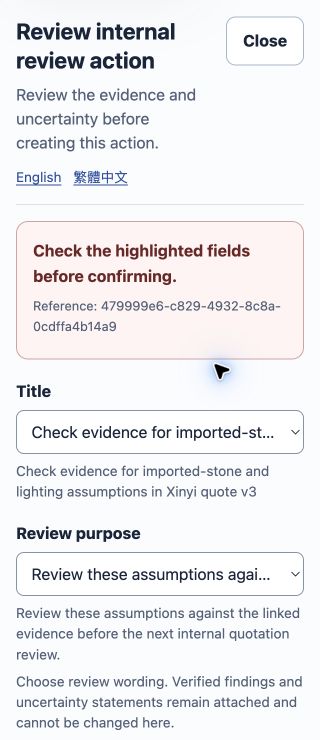 Review internal
review action
Close
Review the evidence and
uncertainty before
creating this action.
English 繁體中文
Check the highlighted fields
before confirming.
Reference: 479999e6-c829-4932-8c8a-
0cdffa4b14a9
Title
Check evidence for imported-st...
Check evidence for imported-stone and
lighting assumptions in Xinyi quote v3
Review purpose
Review these assumptions agai...
Review these assumptions against the linked
evidence before the next internal quotation
review.
Choose review wording. Verified findings and
uncertainty statements remain attached and
cannot be changed here.